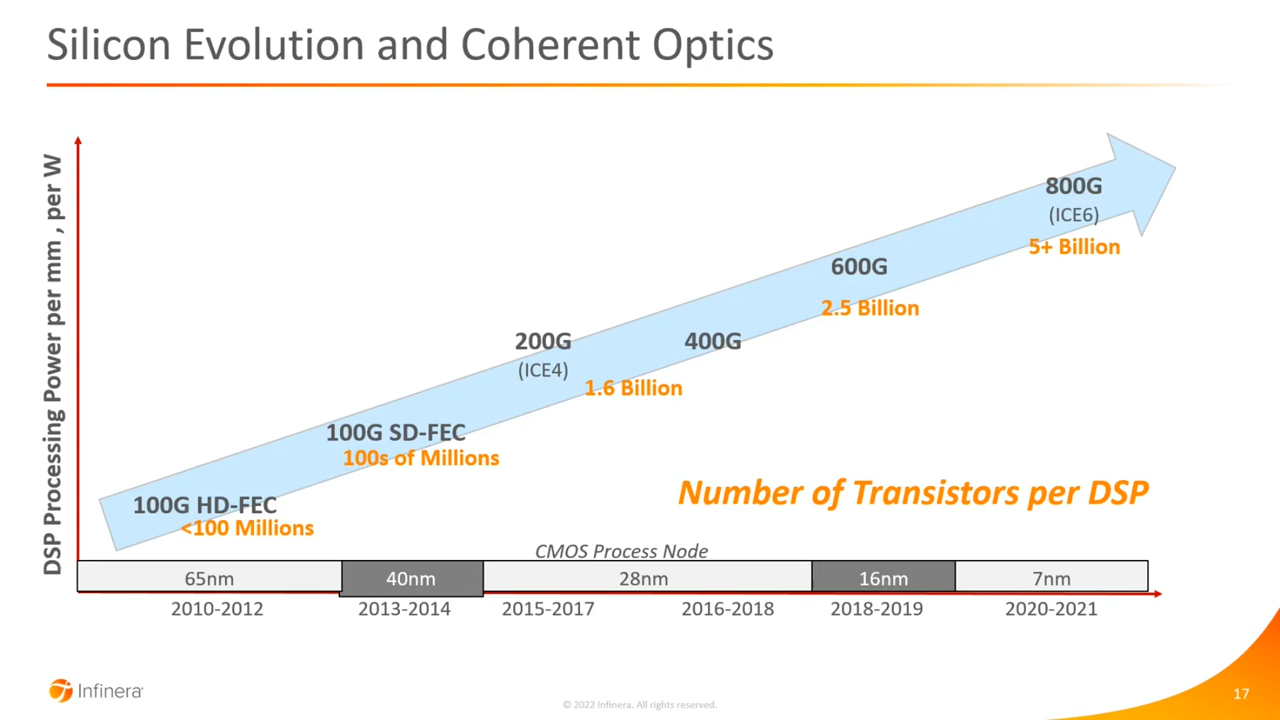 Silicon Evolution and Coherent Optics
DSP Processing Power per mm , per W
800G
(ICE6)
5+ Billion
600G
2.5 Billion
200G
(ICE4)
400G
1.6 Billion
100G SD-FEC
100s of Millions
100G HD-FEC
<100 Millions
Number of Transistors per DSP
CMOS Process Node
65nm 40nm 28nm 16nm 7nm
2010-2012 2013-2014 2015-2017 2016-2018 2018-2019 2020-2021
Infinera
© 2022 Infinera. All rights reserved.
17